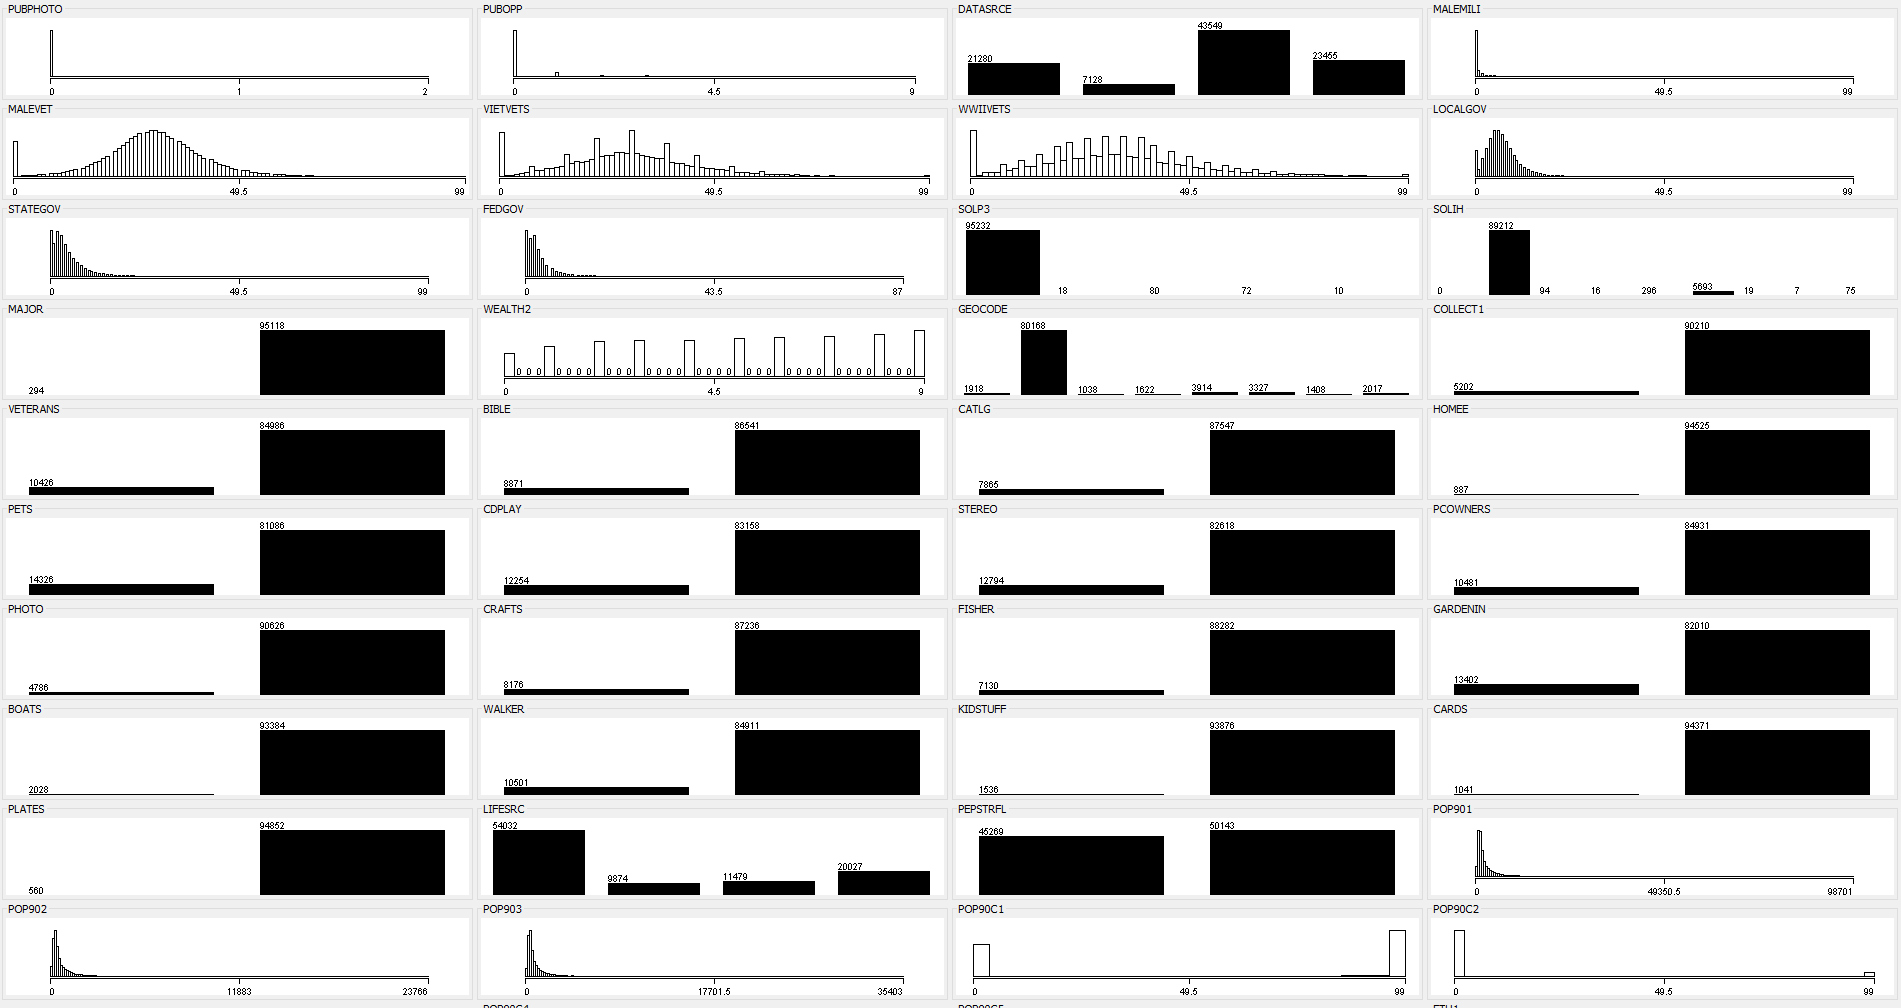 PUBPHOTO
0 1 2
PUBOPP
0 4.5 9
DATASRCE
21280 7128 43549 23455
MALEMILI
0 49.5 99
MALEVET
0 49.5 99
VIETVETS
0 49.5 99
WWIIVETS
0 49.5 99
LOCALGOV
0 49.5 99
STATEGOV
0 49.5 99
FEDGOV
0 43.5 87
SOLP3
95232 18 80 72 10
SOLIH
0 89212 94 16 296 5693 19 7 75
MAJOR
294 95118
WEALTH2
0 0 0 0 0 0 0 0 0 0 0 0 0 0 0 0 0 0 0 0 0 0 0 0 0 0 0 0 0 0
0 4.5 9
GEOCODE
1918 80168 1038 1622 3914 3327 1408 2017
COLLECT1
5202 90210
VETERANS
10426 84986
BIBLE
8871 86541
CATLG
7865 87547
HOMEE
887 94525
PETS
14326 81086
CDPLAY
12254 83158
STEREO
12794 82618
PCOWNERS
10481 84931
PHOTO
4786 90626
CRAFTS
8176 87236
FISHER
7130 88282
GARDENIN
13402 82010
BOATS
2028 93384
WALKER
10501 84911
KIDSTUFF
1536 93876
CARDS
1041 94371
PLATES
560 94852
LIFESRC
54032 9874 11479 20027
PEPSTRFL
45269 50143
POP901
0 49350.5 98701
POP902
0 11883 23766
POP903
0 17701.5 35403
POP90C1
0 49.5 99
POP90C2
0 49.5 99